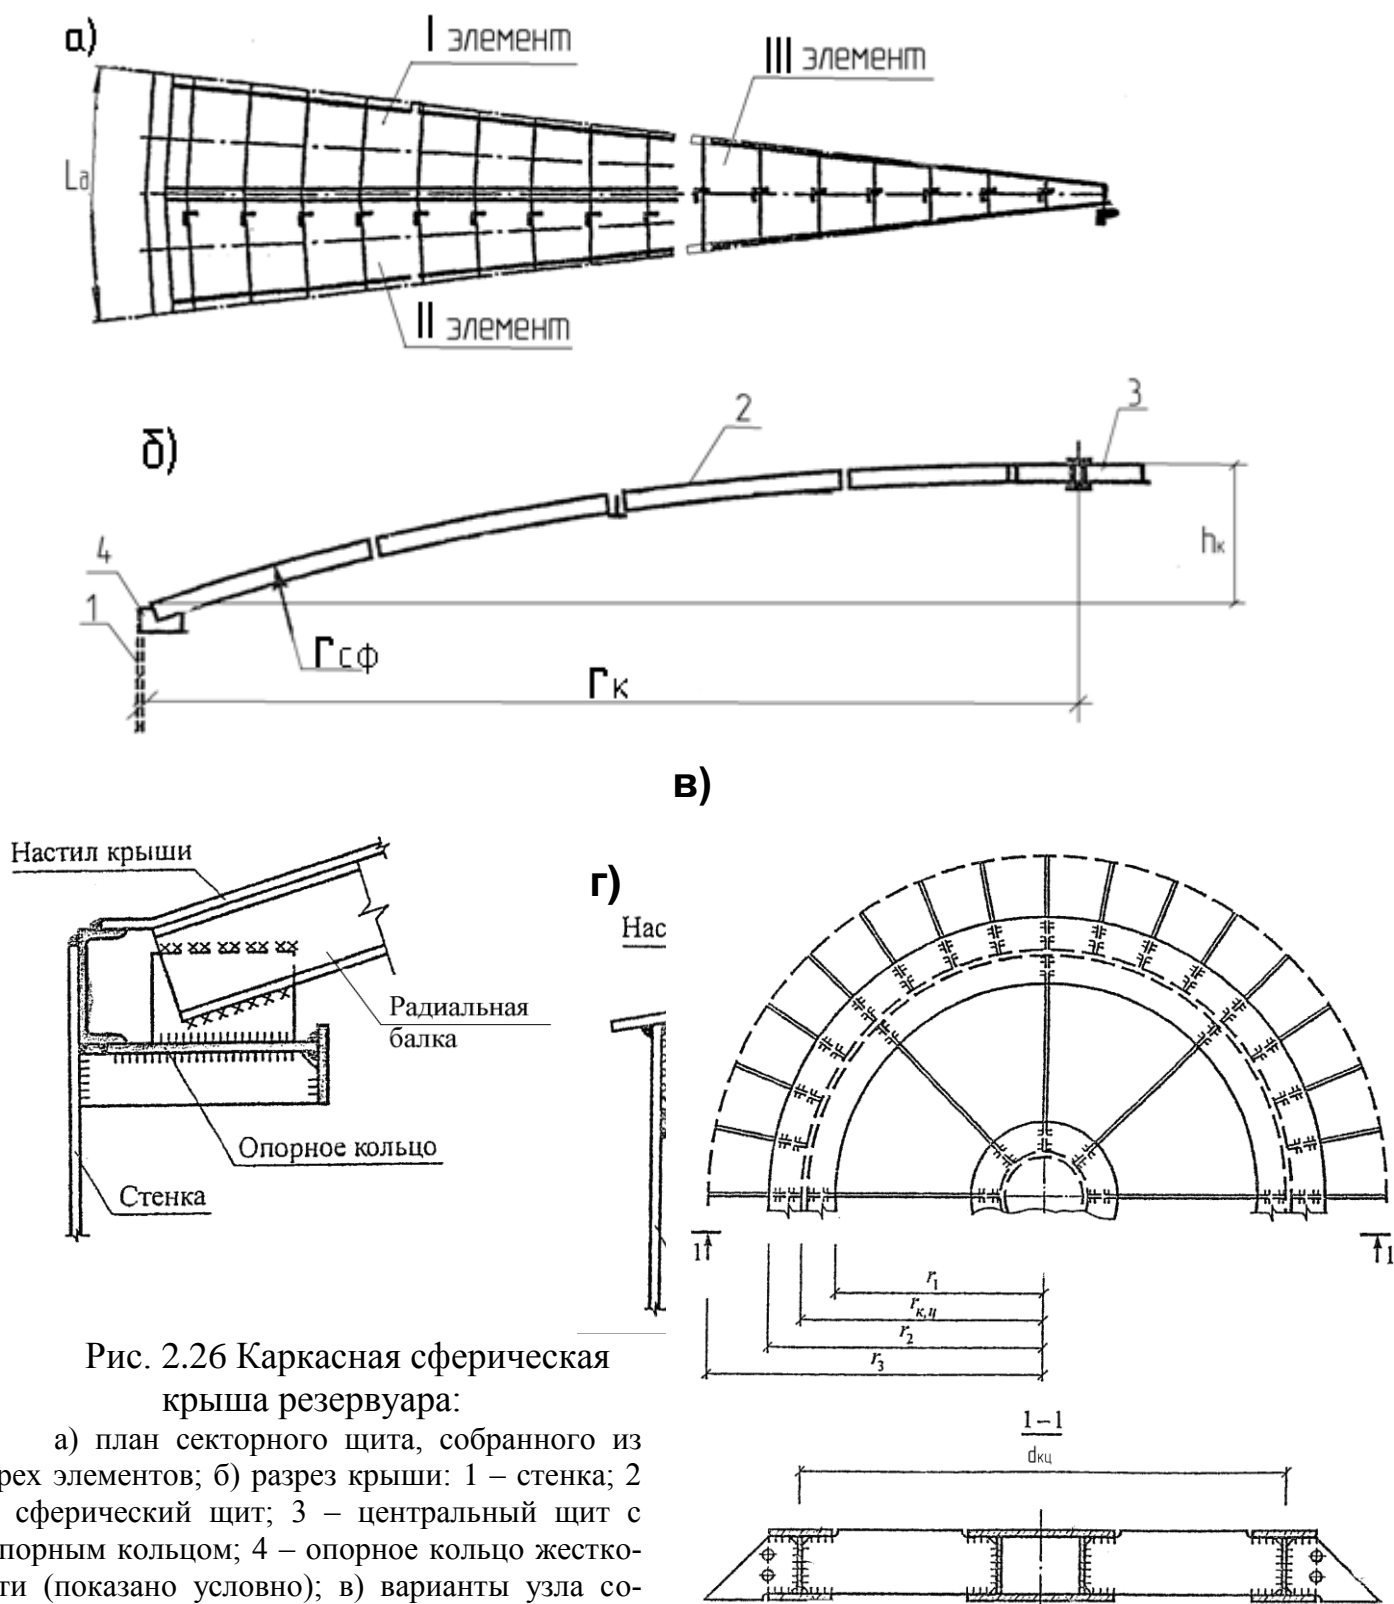 а)
I элемент
III элемент
Lд
II элемент
б)
2
3
4
1
hк
rсф
rк
в)
Настил крыши
г)
Нас
Радиальная
балка
Опорное кольцо
Стенка
1
1
r1
rк,ц
r2
r3
Рис. 2.26 Каркасная сферическая
крыша резервуара:
а) план секторного щита, собранного из
рех элементов; б) разрез крыши: 1 – стенка; 2
сферический щит; 3 – центральный щит с
порным кольцом; 4 – опорное кольцо жестко-
ти (показано условно); в) варианты узла со-
1–1
dкц